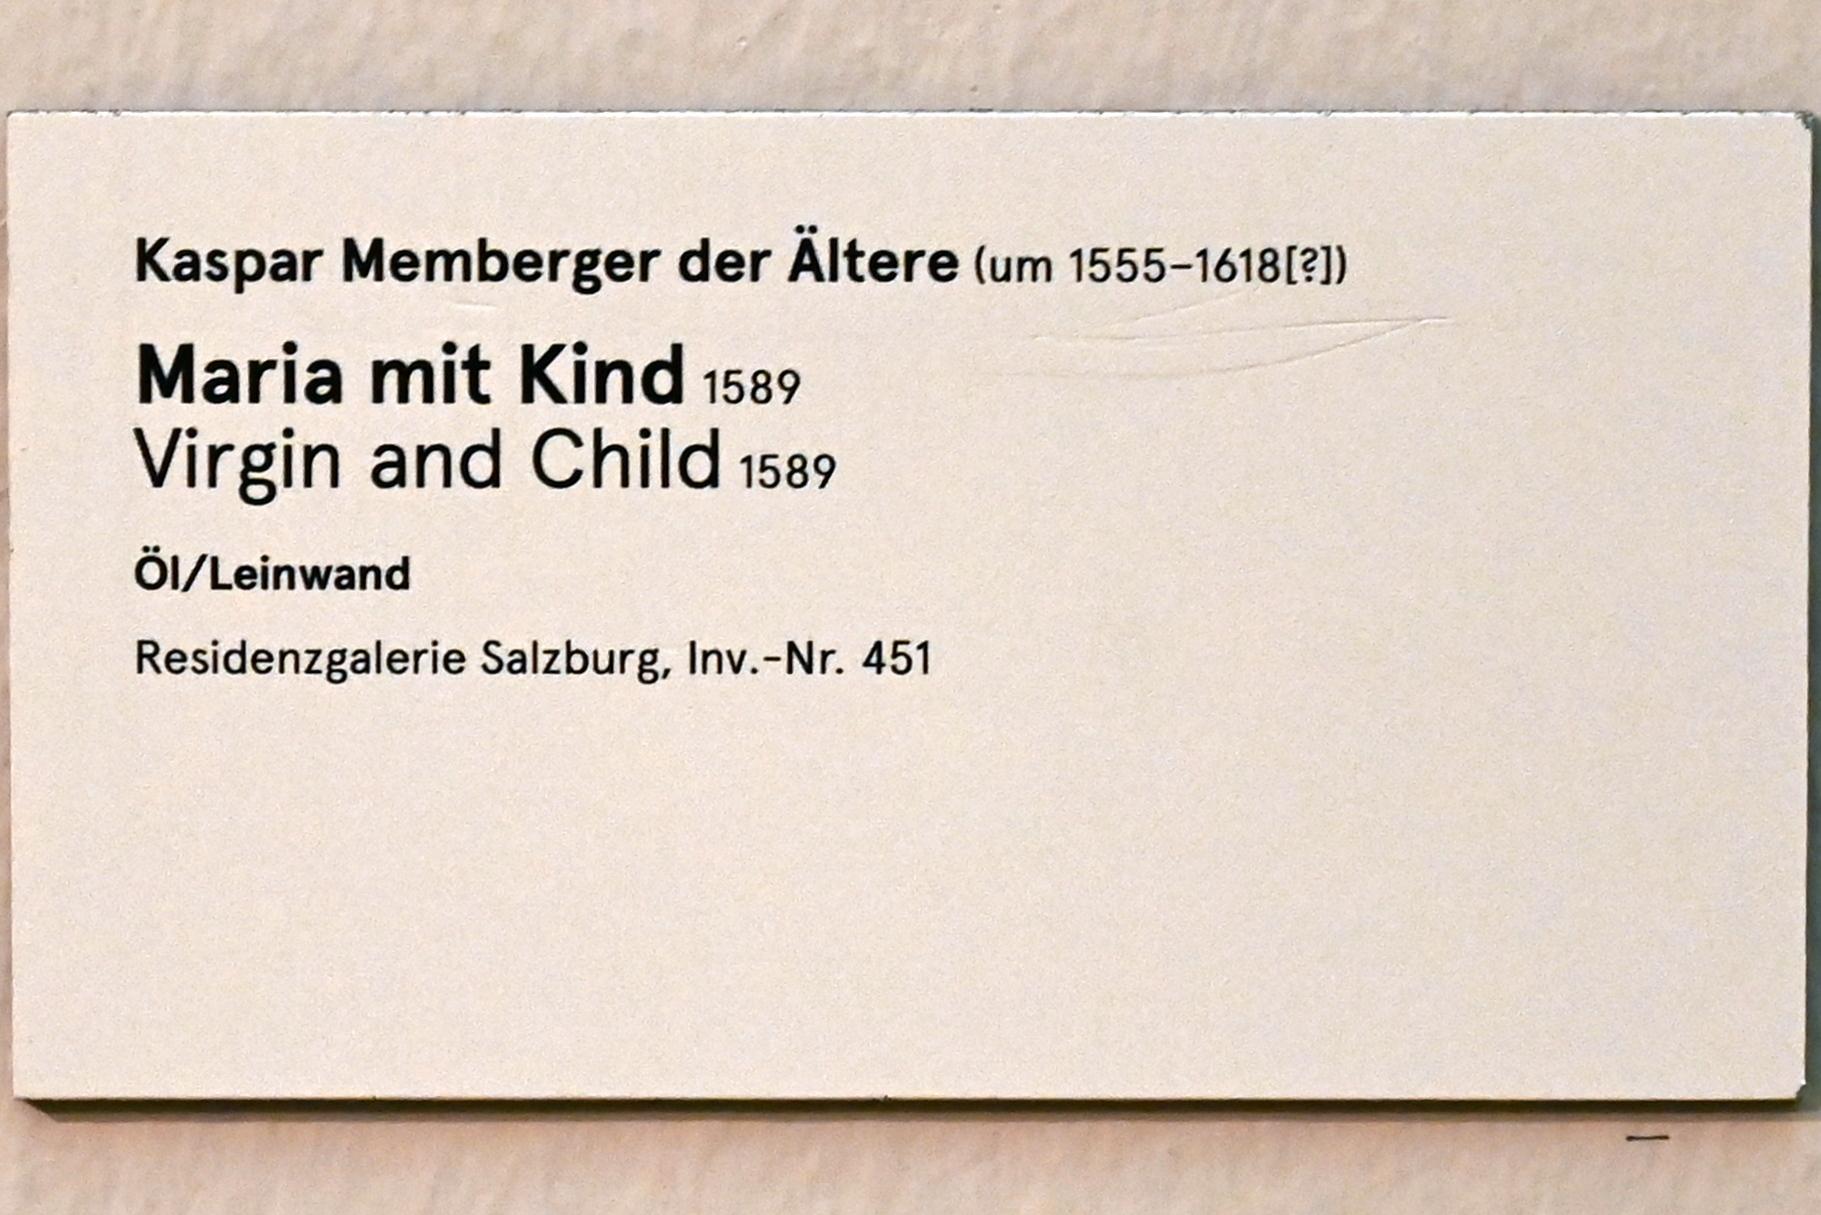 Kaspar Memberger der Ältere (um 1555–1618[?])
Maria mit Kind 1589
Virgin and Child 1589
Öl/Leinwand
Residenzgalerie Salzburg, Inv.-Nr. 451